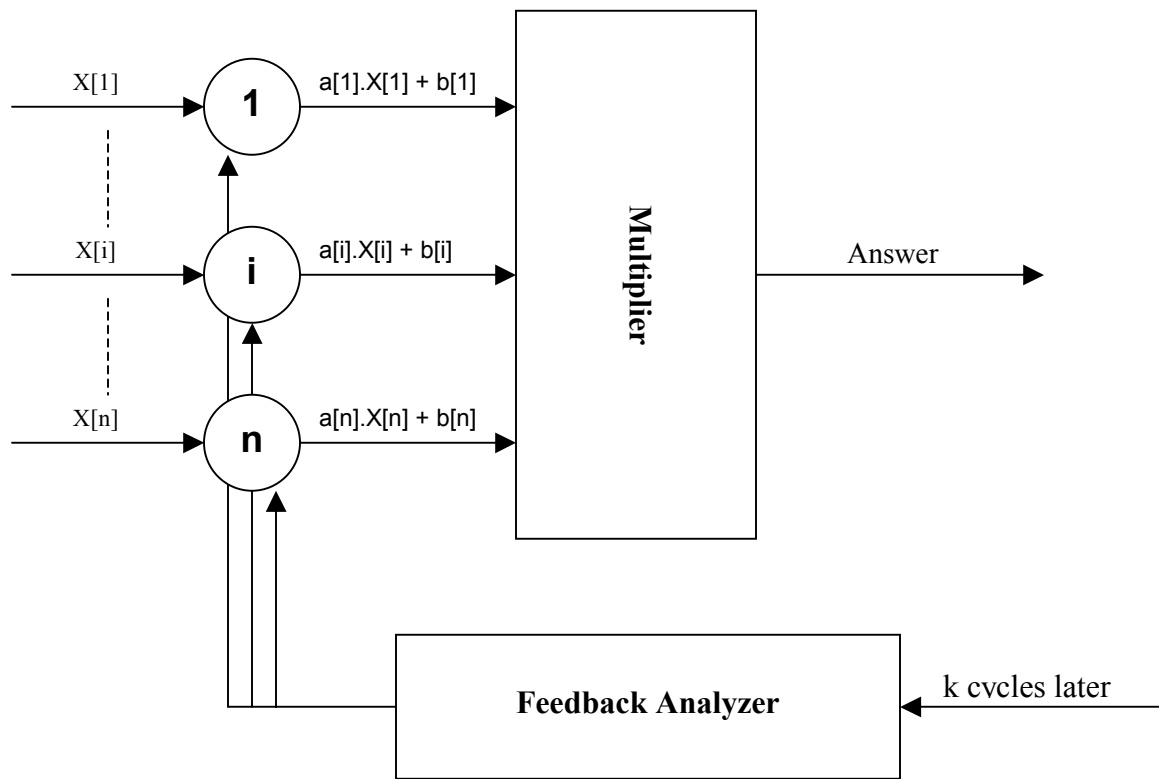 X[1]
1
a[1].X[1] + b[1]
X[i]
i
a[i].X[i] + b[i]
Multiplier
Answer
X[n]
n
a[n].X[n] + b[n]
Feedback Analyzer
k cycles later